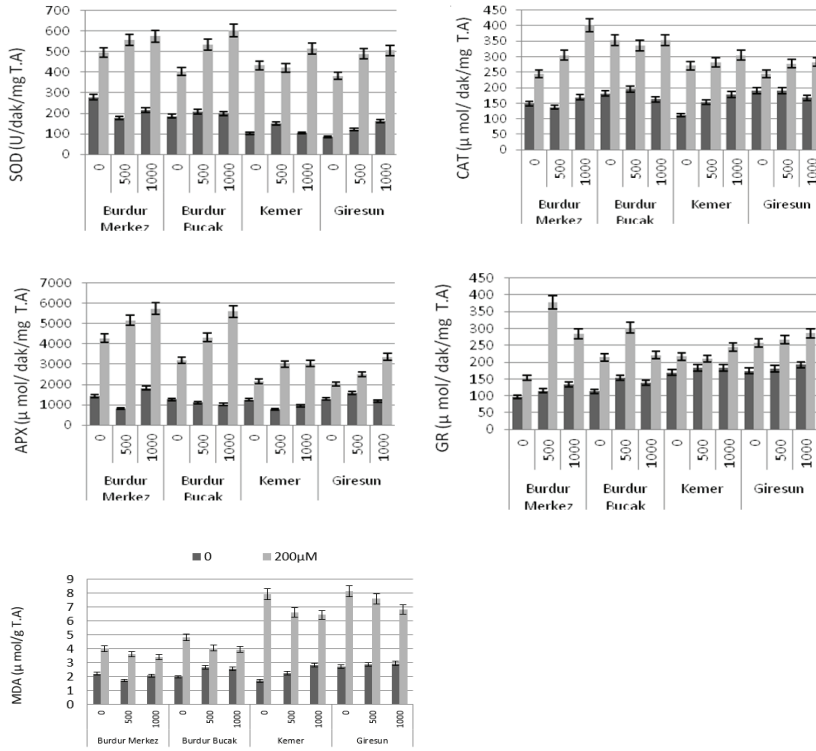 SOD (U/dak/mg T.A)
700
600
500
400
300
200
100
0
0 500 1000 0 500 1000 0 500 1000 0 500 1000
Burdur Merkez Burdur Bucak Kemer Giresun
CAT (µ mol/ dak/mg T.A)
450
400
350
300
250
200
150
100
50
0
0 500 1000 0 500 1000 0 500 1000 0 500 1000
Burdur Merkez Burdur Bucak Kemer Giresun
APX (µ mol/ dak/mg T.A)
7000
6000
5000
4000
3000
2000
1000
0
0 500 1000 0 500 1000 0 500 1000 0 500 1000
Burdur Merkez Burdur Bucak Kemer Giresun
GR (µ mol/ dak/mg T.A)
450
400
350
300
250
200
150
100
50
0
0 500 1000 0 500 1000 0 500 1000 0 500 1000
Burdur Merkez Burdur Bucak Kemer Giresun
0 200µM
MDA (µ mol/g T.A)
9
8
7
6
5
4
3
2
1
0
0 500 1000 0 500 1000 0 500 1000 0 500 1000
Burdur Merkez Burdur Bucak Kemer Giresun